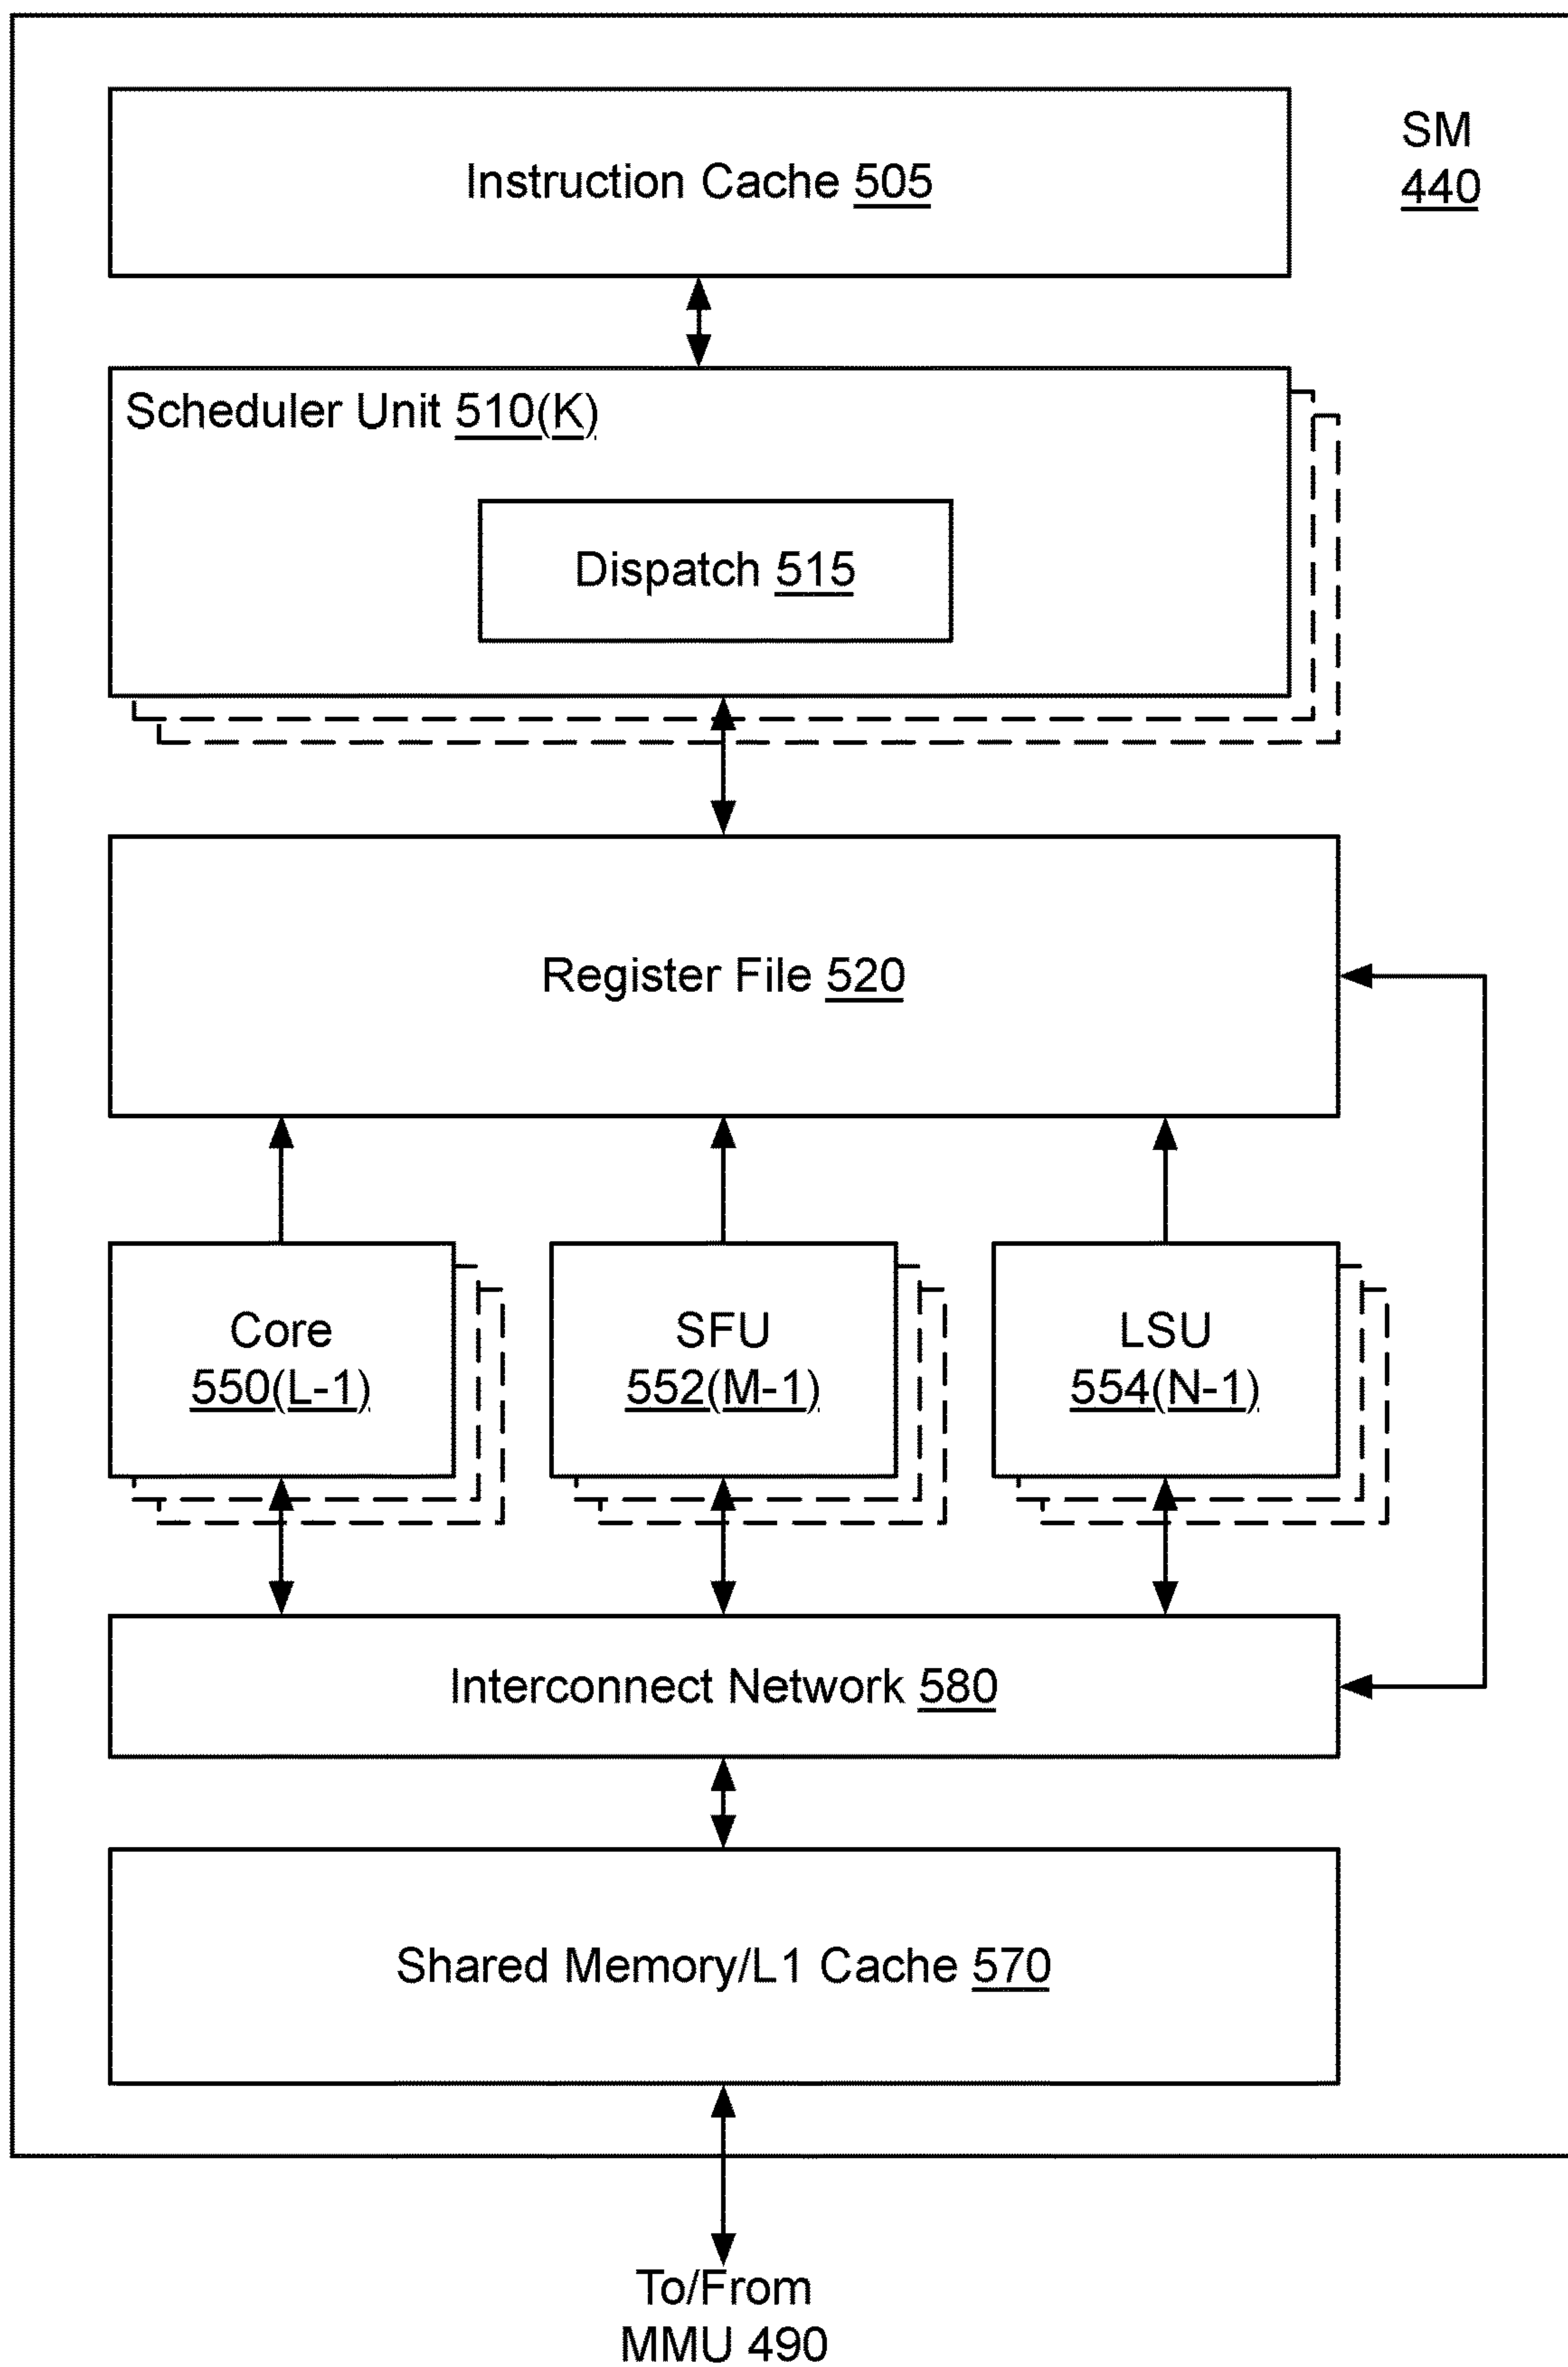 SM
440
Instruction Cache 505
Scheduler Unit 510(K)
Dispatch 515
Register File 520
Core
550(L-1)
SFU
552(M-1)
LSU
554(N-1)
Interconnect Network 580
Shared Memory/L1 Cache 570
To/From
MMU 490